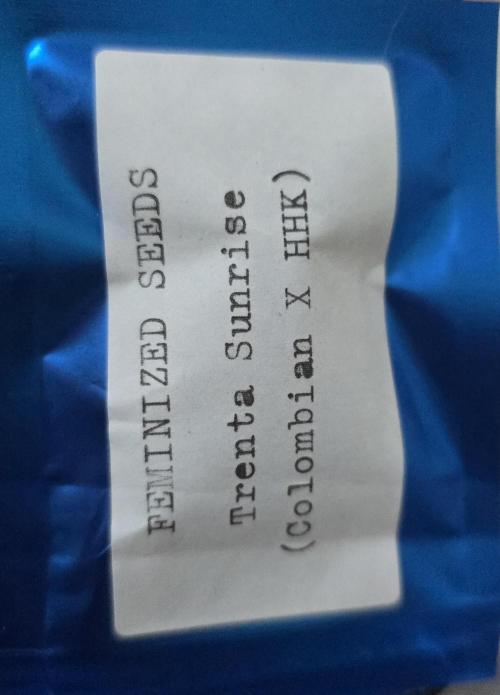 FEMINIZED SEEDS
Trenta Sunrise
(Colombian X HHK)